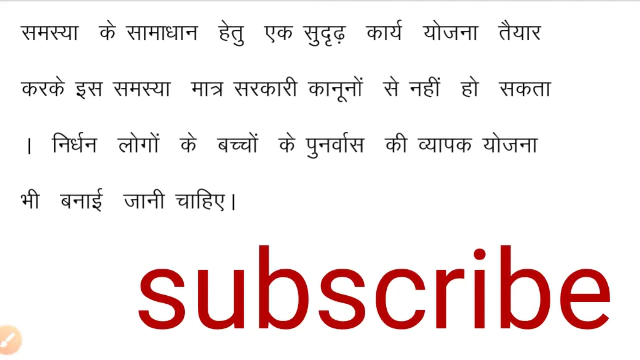 समस्या के सामाधान हेतु एक सुदृढ़ कार्य योजना तैयार
करके इस समस्या मात्र सरकारी कानूनों से नहीं हो सकता
। निर्धन लोगों के बच्चों के पुनर्वास की व्यापक योजना
भी बनाई जानी चाहिए।
subscribe